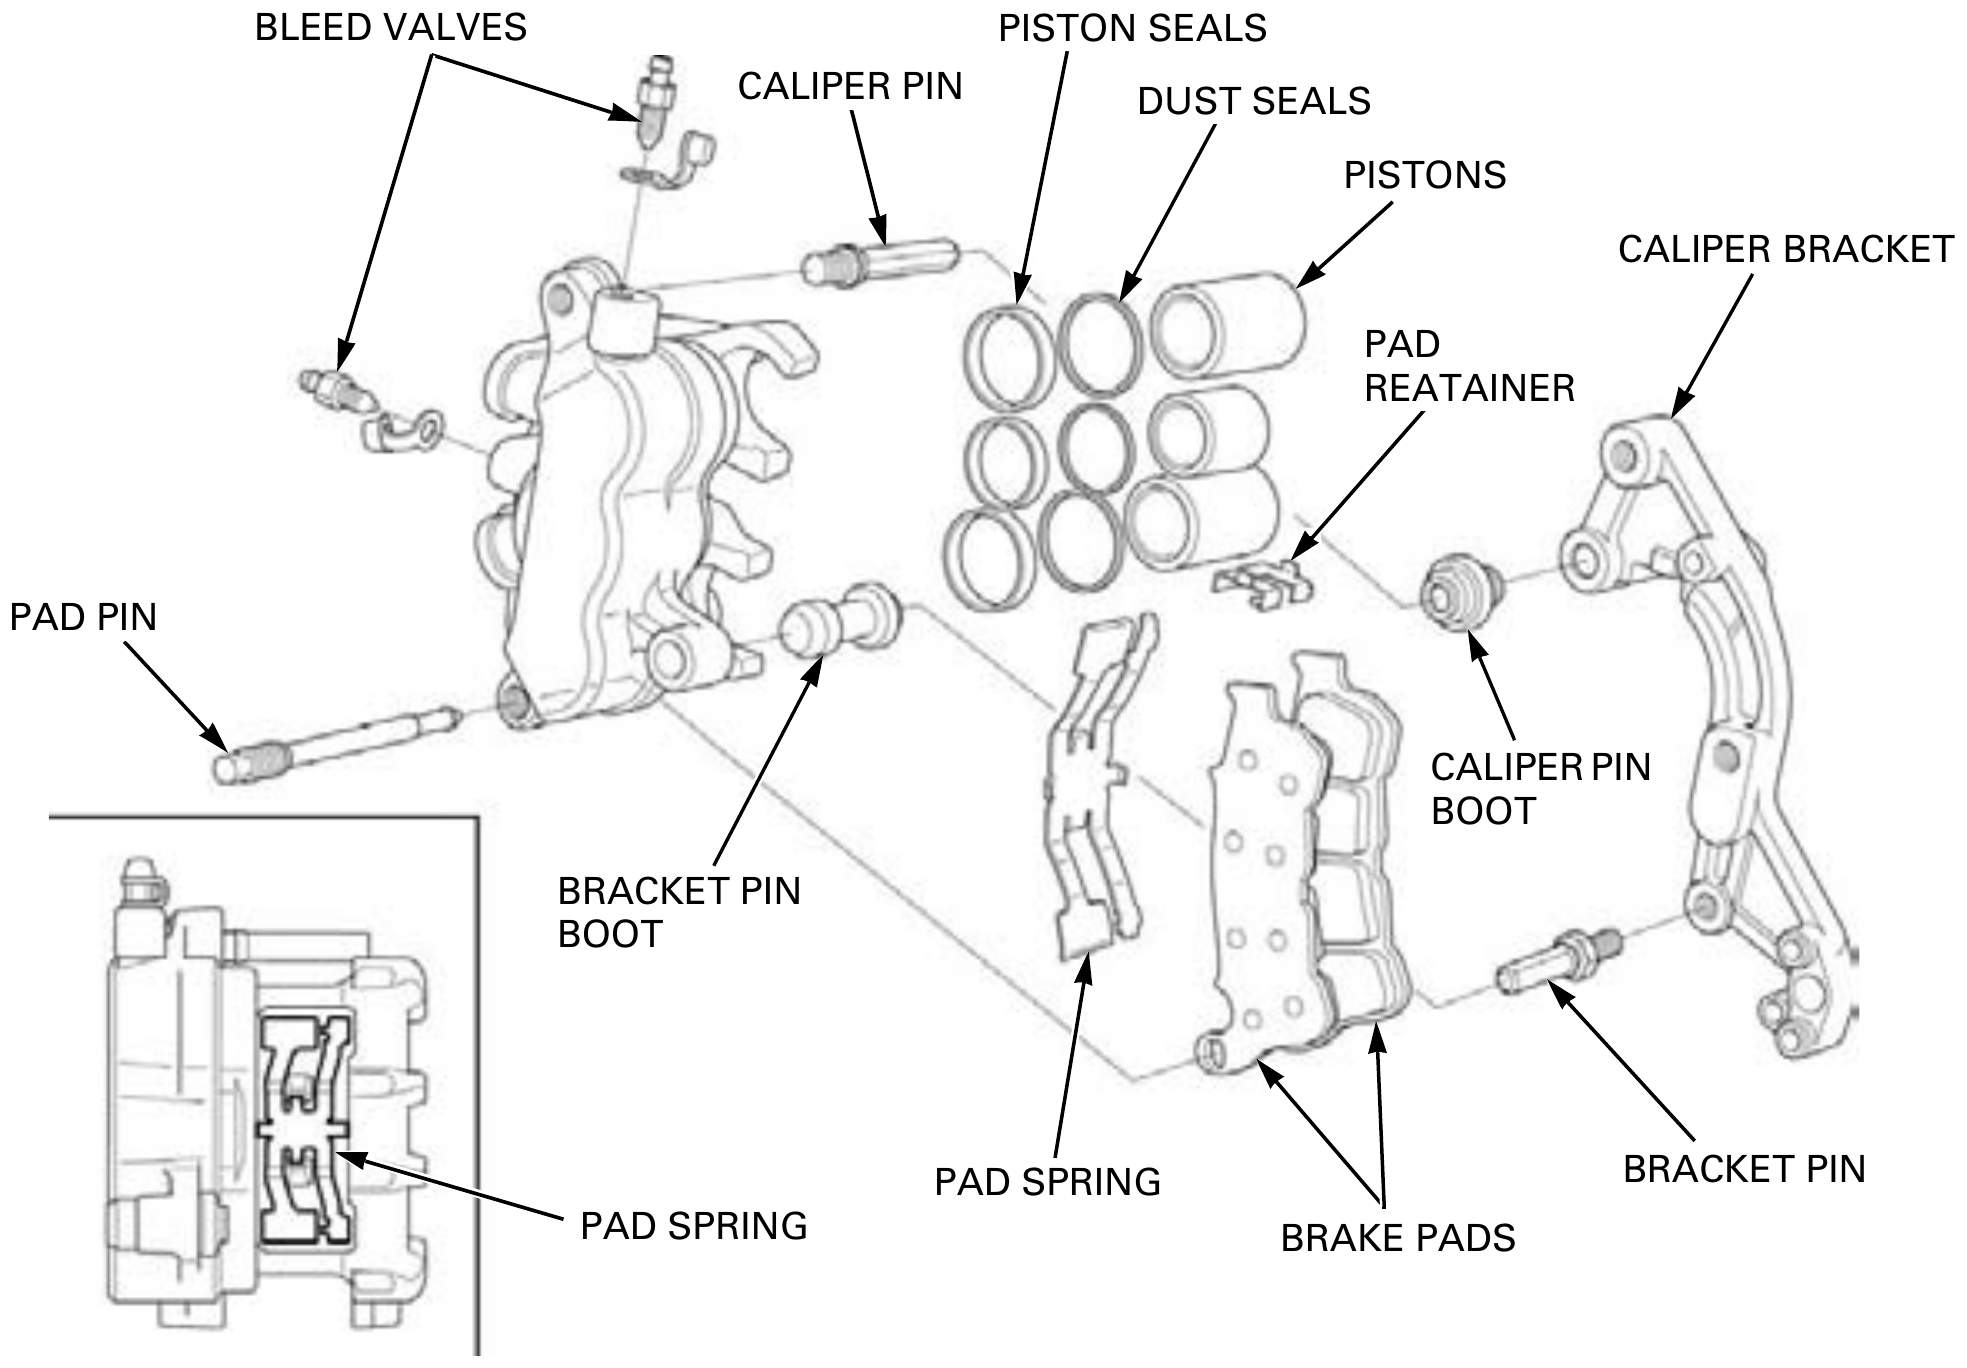 BLEED VALVES
PISTON SEALS
CALIPER PIN
DUST SEALS
PISTONS
CALIPER BRACKET
PAD
REATAINER
PAD PIN
CALIPER PIN
BOOT
BRACKET PIN
BOOT
BRACKET PIN
PAD SPRING
PAD SPRING
BRAKE PADS